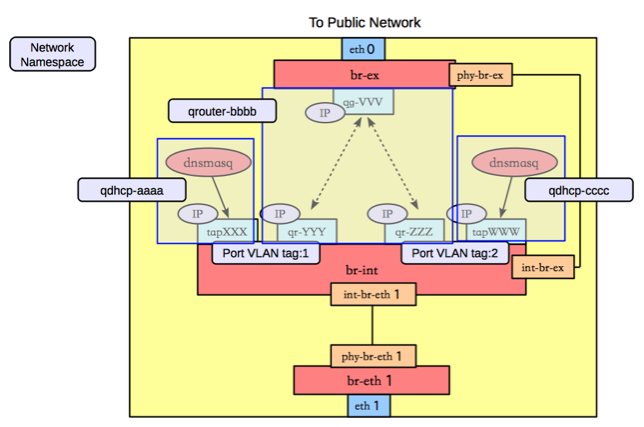 To Public Network
Network
Namespace
eth 0
br-ex
phy-br-ex
qg-VVV
IP
qrouter-bbbb
dnsmasq
dnsmasq
qdhcp-aaaa
qdhcp-cccc
IP
IP
IP
IP
tapXXX
qr-YYY
qr-ZZZ
tapWWW
Port VLAN tag:1
Port VLAN tag:2
br-int
int-br-ex
int-br-eth 1
phy-br-eth 1
br-eth 1
eth 1